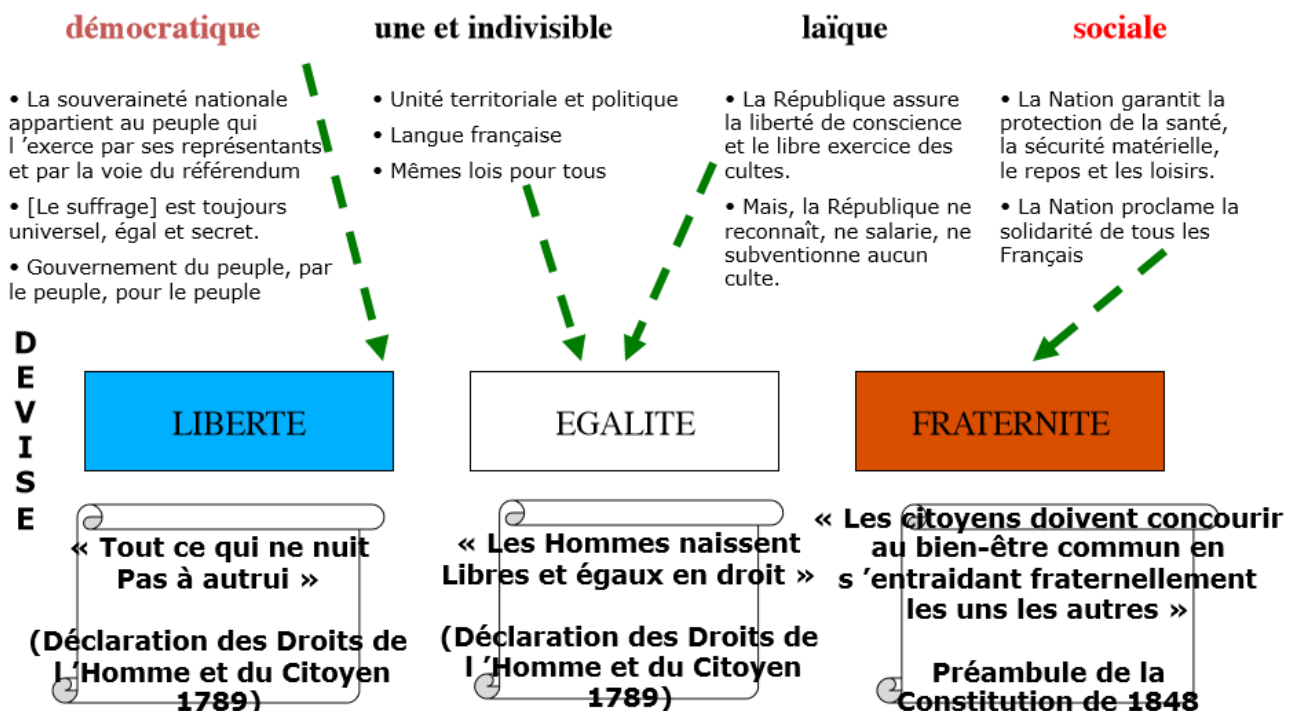 démocratique
une et indivisible
laïque
sociale
• La souveraineté nationale
appartient au peuple qui
l ’exerce par ses représentants
et par la voie du référendum
• [Le suffrage] est toujours
universel, égal et secret.
• Gouvernement du peuple, par
le peuple, pour le peuple
• Unité territoriale et politique
• Langue française
• Mêmes lois pour tous
• La République assure
la liberté de conscience
et le libre exercice des
cultes.
• Mais, la République ne
reconnaît, ne salarie, ne
subventionne aucun
culte.
• La Nation garantit la
protection de la santé,
la sécurité matérielle,
le repos et les loisirs.
• La Nation proclame la
solidarité de tous les
Français
DEVISE
LIBERTE
EGALITE
FRATERNITE
« Tout ce qui ne nuit
Pas à autrui »
(Déclaration des Droits de
l ’Homme et du Citoyen
1789)
« Les Hommes naissent
Libres et égaux en droit »
(Déclaration des Droits de
l ’Homme et du Citoyen
1789)
« Les citoyens doivent concourir
au bien-être commun en
s ’entraidant fraternellement
les uns les autres »
Préambule de la
Constitution de 1848